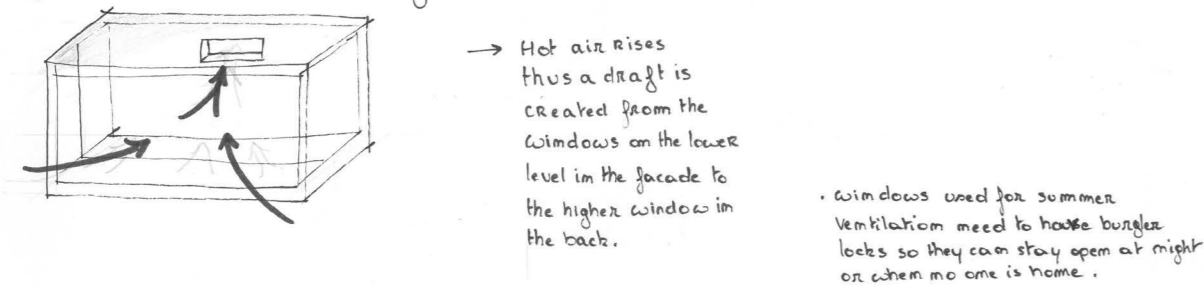 → Hot air rises
thus a draft is
created from the
windows on the lower
level in the facade to
the higher window in
the back.
. windows used for summer
ventilation need to have burgler
locks so they can stay open at night
or when no one is home.